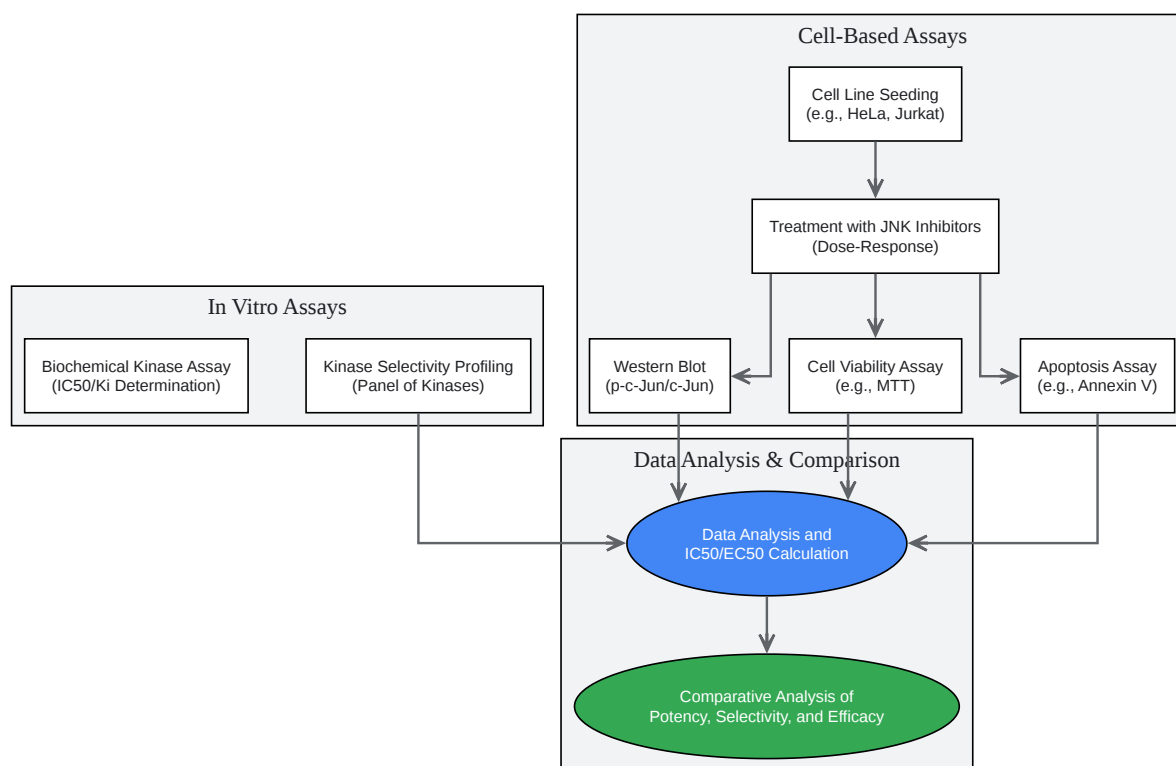 Cell-Based Assays
Cell Line Seeding
(e.g., HeLa, Jurkat)
Treatment with JNK Inhibitors
(Dose-Response)
In Vitro Assays
Biochemical Kinase Assay
(IC50/Ki Determination)
Kinase Selectivity Profiling
(Panel of Kinases)
Western Blot
(p-c-Jun/c-Jun)
Cell Viability Assay
(e.g., MTT)
Apoptosis Assay
(e.g., Annexin V)
Data Analysis & Comparison
Data Analysis and
IC50/EC50 Calculation
Comparative Analysis of
Potency, Selectivity, and Efficacy